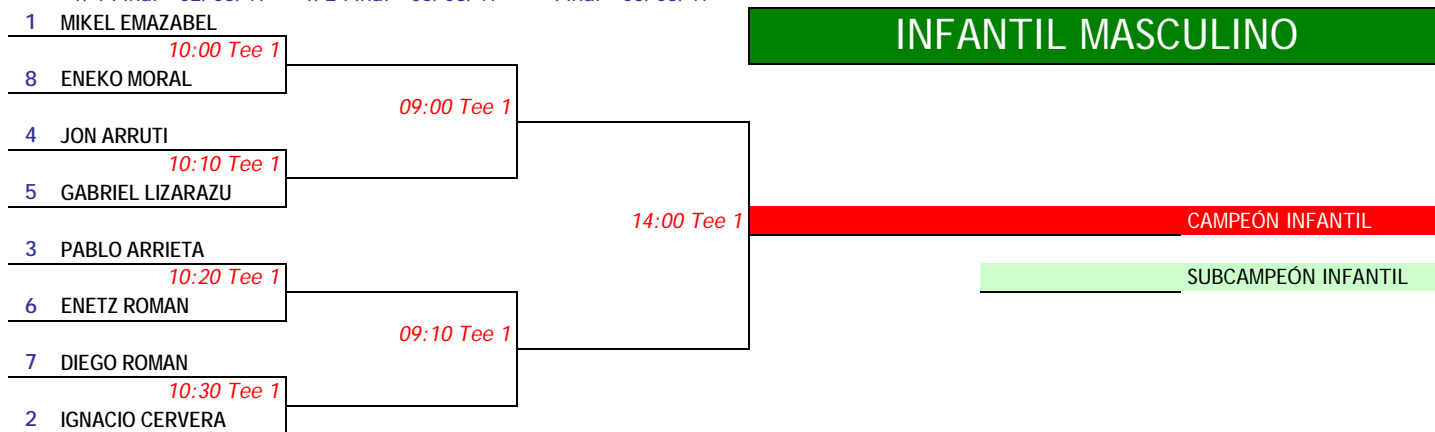 INFANTIL MASCULINO
1 MIKEL EMAZABEL
10:00 Tee 1
8 ENEKO MORAL
09:00 Tee 1
4 JON ARRUTI
10:10 Tee 1
5 GABRIEL LIZARAZU
14:00 Tee 1
CAMPEÓN INFANTIL
3 PABLO ARRIETA
10:20 Tee 1
SUBCAMPEÓN INFANTIL
6 ENETZ ROMAN
09:10 Tee 1
7 DIEGO ROMAN
10:30 Tee 1
2 IGNACIO CERVERA